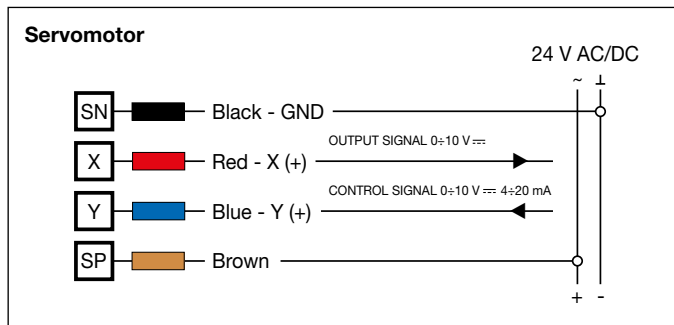 Servomotor
24 V AC/DC
~ ⊥
SN Black - GND
OUTPUT SIGNAL 0÷10 V ⎓
X Red - X (+)
CONTROL SIGNAL 0÷10 V ⎓ 4÷20 mA
Y Blue - Y (+)
SP Brown
+ -